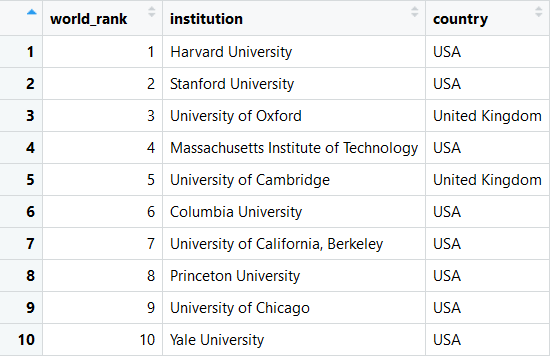 world_rank institution country
1 1 Harvard University USA
2 2 Stanford University USA
3 3 University of Oxford United Kingdom
4 4 Massachusetts Institute of Technology USA
5 5 University of Cambridge United Kingdom
6 6 Columbia University USA
7 7 University of California, Berkeley USA
8 8 Princeton University USA
9 9 University of Chicago USA
10 10 Yale University USA